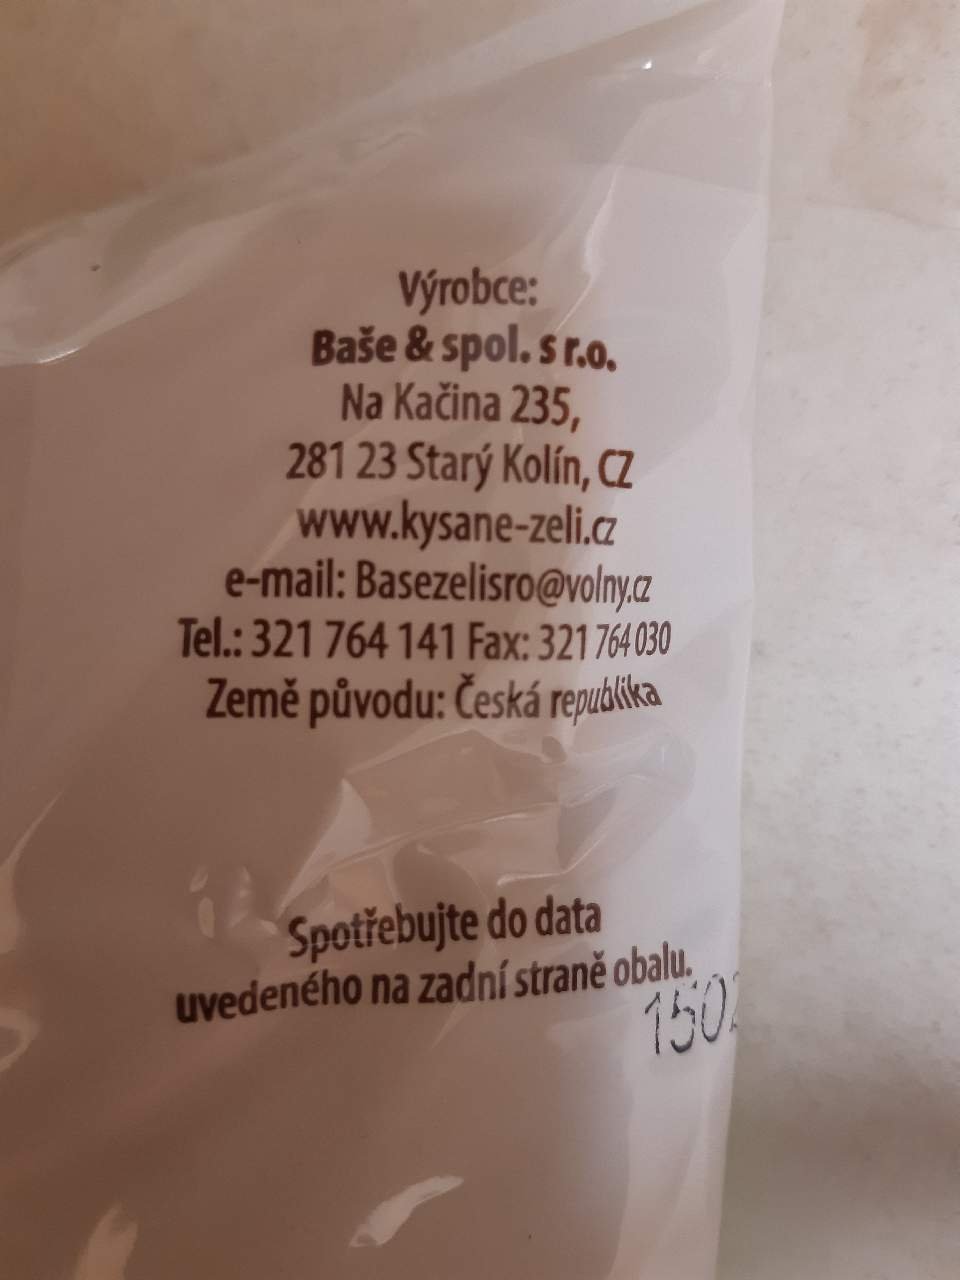 Výrobce:
Baše & spol. s r.o.
Na Kačina 235,
281 23 Starý Kolín, CZ
www.kysane-zeli.cz
e-mail: Basezelisro@volny.cz
Tel.: 321 764 141 Fax: 321 764 030
Země původu: Česká republika
Spotřebujte do data
uvedeného na zadní straně obalu.